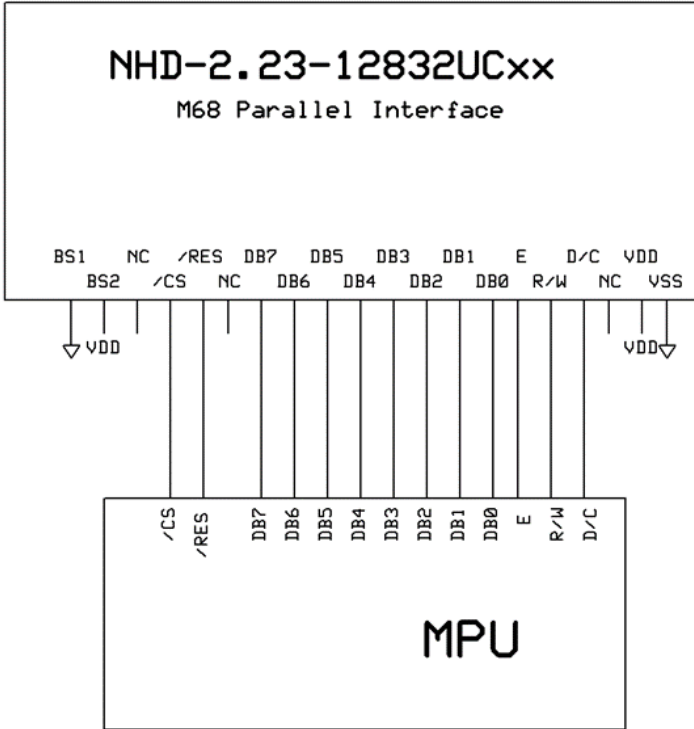 NHD-2.23-12832UCxx
M68 Parallel Interface
BS1 NC /RES DB7 DB5 DB3 DB1 E D/C VDD
BS2 /CS NC DB6 DB4 DB2 DB0 R/W NC VSS
VDD VDD
/CS /RES DB7 DB6 DB5 DB4 DB3 DB2 DB1 DB0 E R/W D/C
MPU